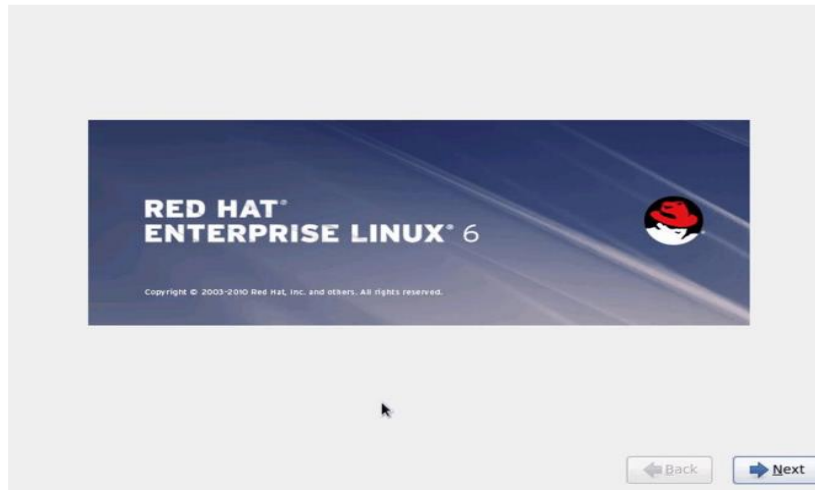 RED HAT®
ENTERPRISE LINUX® 6
Copyright © 2003-2010 Red Hat, Inc. and others. All rights reserved.
Back
Next